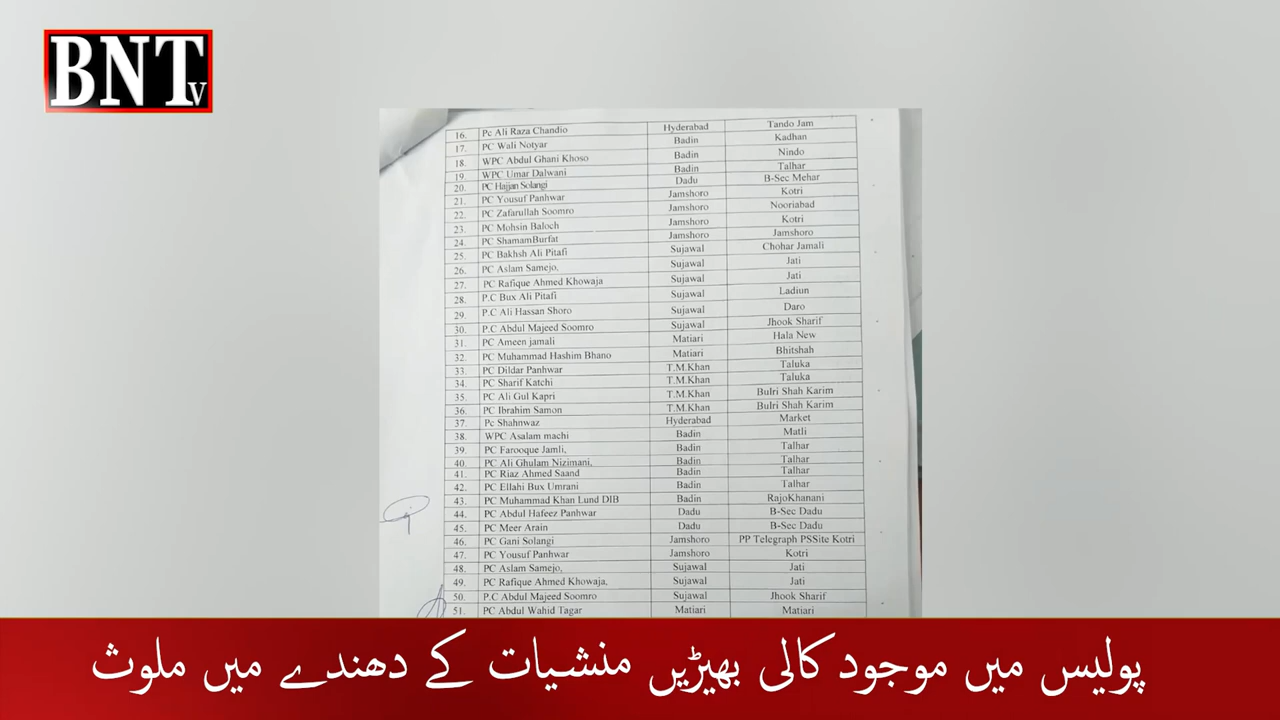 BNT
TV
16. Pc Ali Raza Chandio Hyderabad Tando Jam
17. PC Wali Notyar Badin Kadhan
18. WPC Abdul Ghani Khoso Badin Nindo
19. WPC Umar Dalwani Badin Talhar
20. PC Hajjan Solangi Dadu B-Sec Mehar
21. PC Yousuf Panhwar Jamshoro Kotri
22. PC Zafarullah Soomro Jamshoro Nooriabad
23. PC Mohsin Baloch Jamshoro Kotri
24. PC ShamamBurfat Jamshoro Jamshoro
25. PC Bakhsh Ali Pitafi Sujawal Chohar Jamali
26. PC Aslam Samejo, Sujawal Jati
27. PC Rafique Ahmed Khowaja Sujawal Jati
28. P.C Bux Ali Pitafi Sujawal Ladiun
29. P.C Ali Hassan Shoro Sujawal Daro
30. P.C Abdul Majeed Soomro Sujawal Jhook Sharif
31. PC Ameen jamali Matiari Hala New
32. PC Muhammad Hashim Bhano Matiari Bhitshah
33. PC Dildar Panhwar T.M.Khan Taluka
34. PC Sharif Katchi T.M.Khan Taluka
35. PC Ali Gul Kapri T.M.Khan Bulri Shah Karim
36. PC Ibrahim Samon T.M.Khan Bulri Shah Karim
37. Pc Shahnwaz Hyderabad Market
38. WPC Asalam machi Badin Matli
39. PC Farooque Jamli, Badin Talhar
40. PC Ali Ghulam Nizimani, Badin Talhar
41. PC Riaz Ahmed Saand Badin Talhar
42. PC Ellahi Bux Umrani Badin Talhar
43. PC Muhammad Khan Lund DIB Badin RajoKhanani
44. PC Abdul Hafeez Panhwar Dadu B-Sec Dadu
45. PC Meer Arain Dadu B-Sec Dadu
46. PC Gani Solangi Jamshoro PP Telegraph PSSite Kotri
47. PC Yousuf Panhwar Jamshoro Kotri
48. PC Aslam Samejo, Sujawal Jati
49. PC Rafique Ahmed Khowaja, Sujawal Jati
50. P.C Abdul Majeed Soomro Sujawal Jhook Sharif
51. PC Abdul Wahid Tagar Matiari Matiari
پولیس میں موجود کالی بھیڑیں منشیات کے دھندے میں ملوث